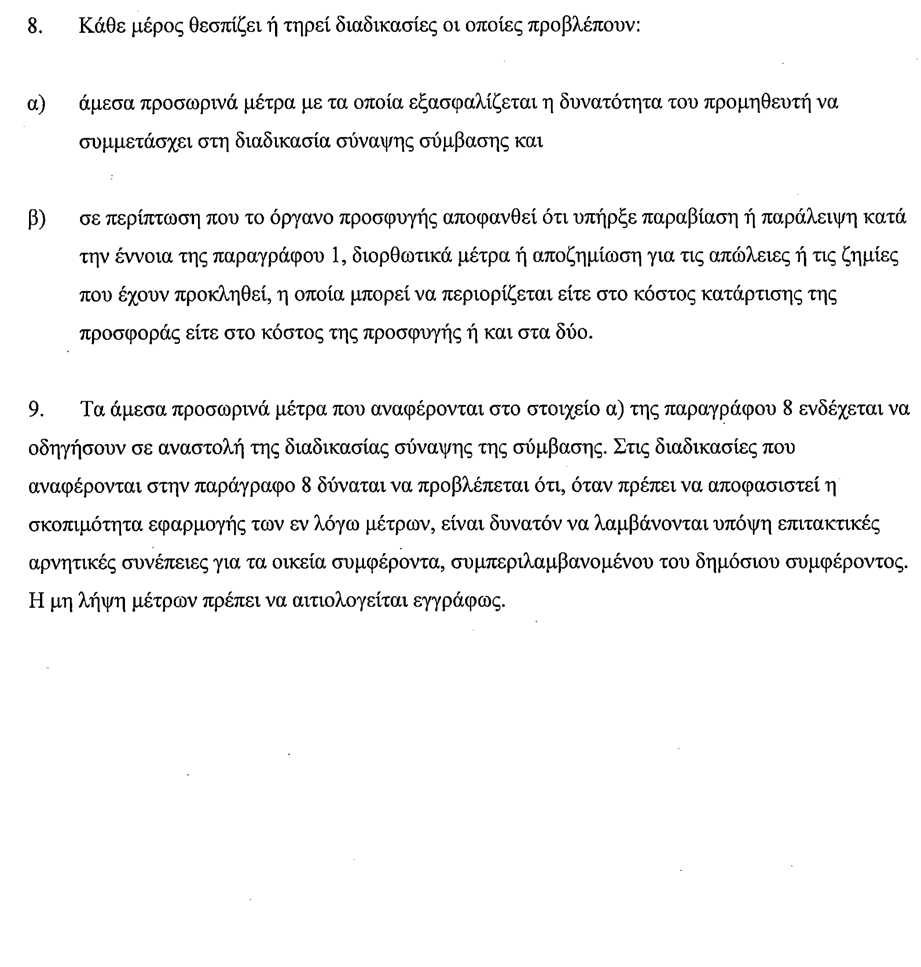 8. Κάθε μέρος θεσπίζει ή τηρεί διαδικασίες οι οποίες προβλέπουν:
α) άμεσα προσωρινά μέτρα με τα οποία εξασφαλίζεται η δυνατότητα του προμηθευτή να
συμμετάσχει στη διαδικασία σύναψης σύμβασης και
β) σε περίπτωση που το όργανο προσφυγής αποφανθεί ότι υπήρξε παραβίαση ή παράλειψη κατά
την έννοια της παραγράφου 1, διορθωτικά μέτρα ή αποζημίωση για τις απώλειες ή τις ζημίες
που έχουν προκληθεί, η οποία μπορεί να περιορίζεται είτε στο κόστος κατάρτισης της
προσφοράς είτε στο κόστος της προσφυγής ή και στα δύο.
9. Τα άμεσα προσωρινά μέτρα που αναφέρονται στο στοιχείο α) της παραγράφου 8 ενδέχεται να
οδηγήσουν σε αναστολή της διαδικασίας σύναψης της σύμβασης. Στις διαδικασίες που
αναφέρονται στην παράγραφο 8 δύναται να προβλέπεται ότι, όταν πρέπει να αποφασιστεί η
σκοπιμότητα εφαρμογής των εν λόγω μέτρων, είναι δυνατόν να λαμβάνονται υπόψη επιτακτικές
αρνητικές συνέπειες για τα οικεία συμφέροντα, συμπεριλαμβανομένου του δημόσιου συμφέροντος.
Η μη λήψη μέτρων πρέπει να αιτιολογείται εγγράφως.